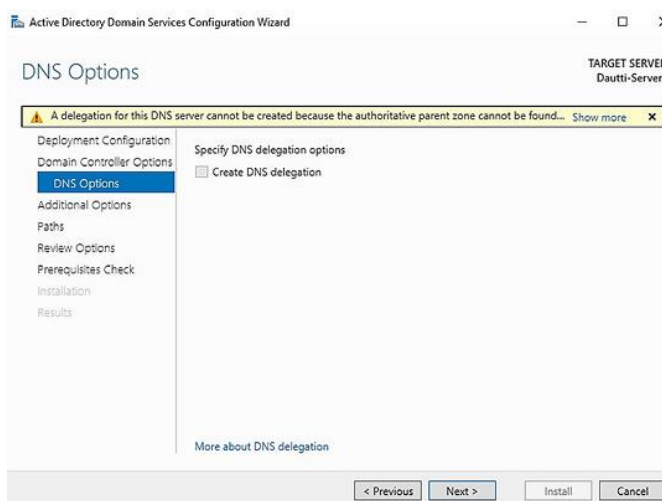 Active Directory Domain Services Configuration Wizard
DNS Options
TARGET SERVER
Dautti-Server
A delegation for this DNS server cannot be created because the authoritative parent zone cannot be found... Show more
Deployment Configuration
Domain Controller Options
DNS Options
Additional Options
Paths
Review Options
Prerequisites Check
Installation
Results
Specify DNS delegation options
Create DNS delegation
More about DNS delegation
< Previous Next > Install Cancel